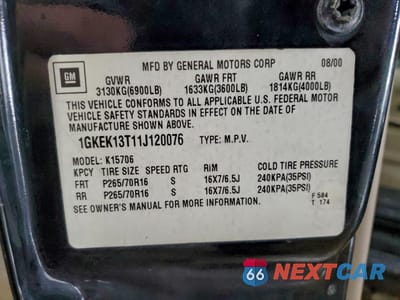 GM
MFD BY GENERAL MOTORS CORP 08/00
GVWR GAWR FRT GAWR RR
3130KG(6900LB) 1633KG(3600LB) 1814KG(4000LB)
THIS VEHICLE CONFORMS TO ALL APPLICABLE U.S. FEDERAL MOTOR
VEHICLE SAFETY STANDARDS IN EFFECT ON THE DATE OF
MANUFACTURE SHOWN ABOVE.
1GKEK13T11J120076 TYPE: M.P.V.
MODEL: K15706
KPCY TIRE SIZE SPEED RTG RIM COLD TIRE PRESSURE
FRT P265/70R16 S 16X7/6.5J 240KPA(35PSI)
RR P265/70R16 S 16X7/6.5J 240KPA(35PSI)
SEE OWNER'S MANUAL FOR MORE INFORMATION.
F 584
T 174
66 NEXTCAR